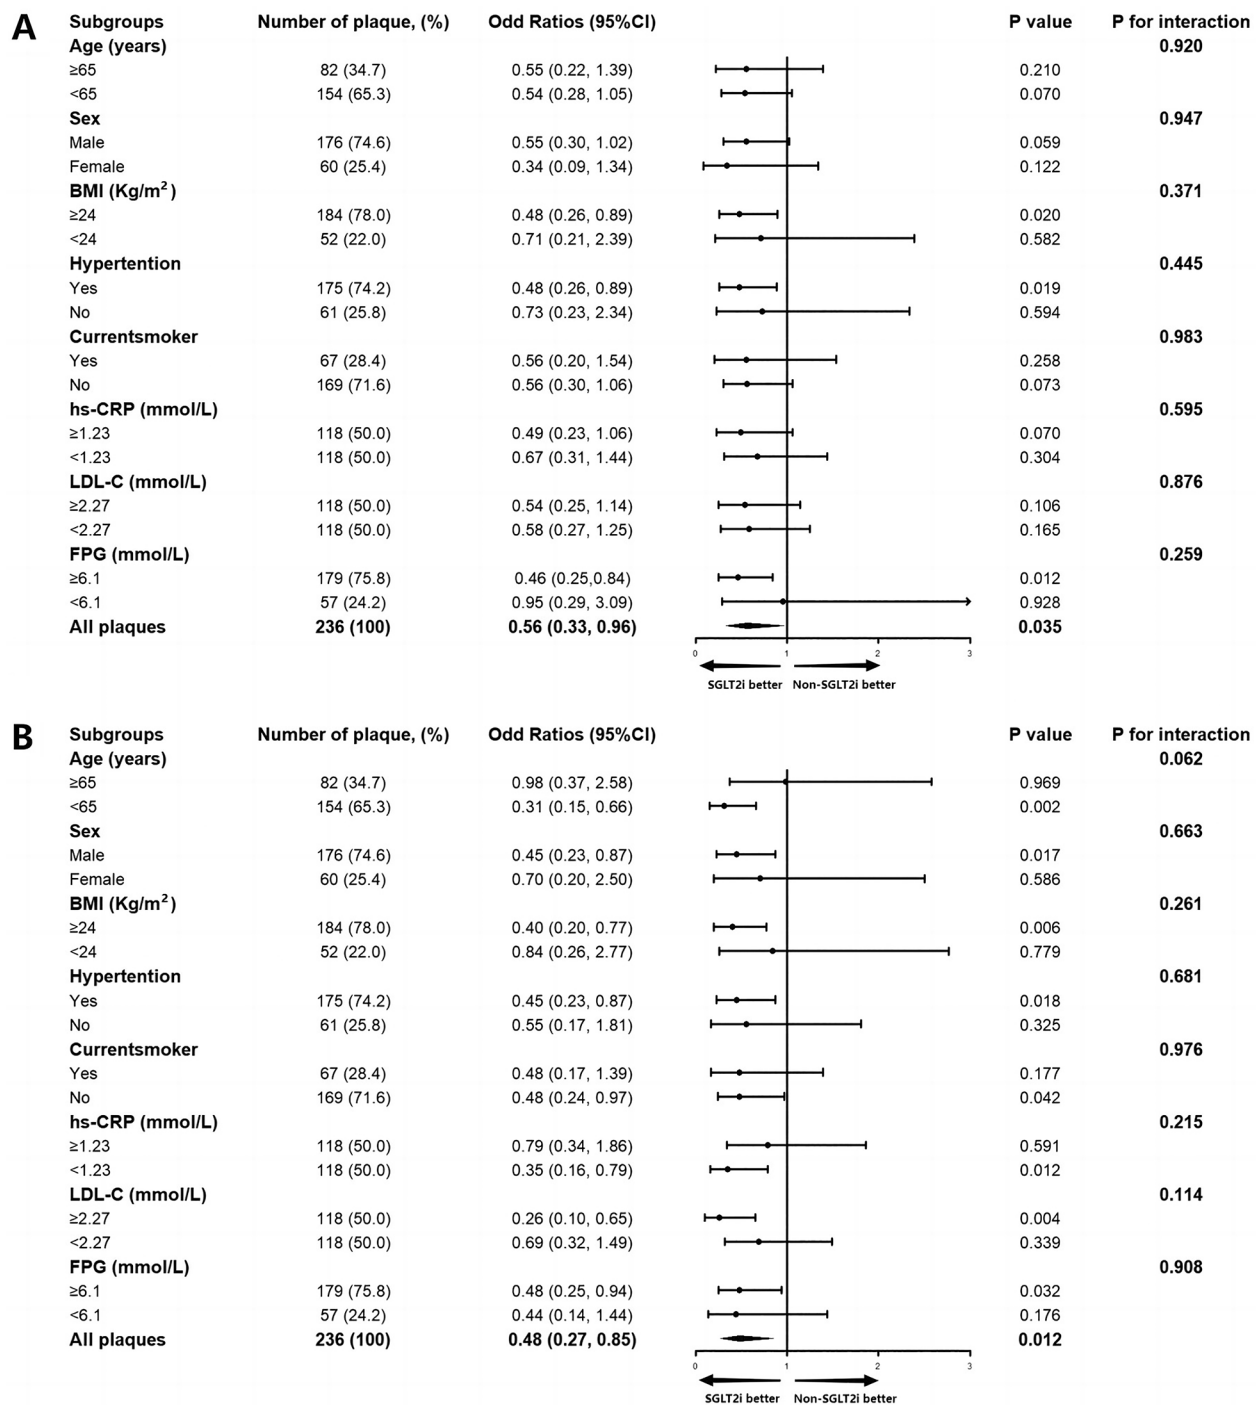 A
Subgroups Number of plaque, (%) Odd Ratios (95%CI) P value P for interaction
Age (years) 0.920
≥65 82 (34.7) 0.55 (0.22, 1.39) 0.210
<65 154 (65.3) 0.54 (0.28, 1.05) 0.070
Sex 0.947
Male 176 (74.6) 0.55 (0.30, 1.02) 0.059
Female 60 (25.4) 0.34 (0.09, 1.34) 0.122
BMI (Kg/m²) 0.371
≥24 184 (78.0) 0.48 (0.26, 0.89) 0.020
<24 52 (22.0) 0.71 (0.21, 2.39) 0.582
Hypertention 0.445
Yes 175 (74.2) 0.48 (0.26, 0.89) 0.019
No 61 (25.8) 0.73 (0.23, 2.34) 0.594
Currentsmoker 0.983
Yes 67 (28.4) 0.56 (0.20, 1.54) 0.258
No 169 (71.6) 0.56 (0.30, 1.06) 0.073
hs-CRP (mmol/L) 0.595
≥1.23 118 (50.0) 0.49 (0.23, 1.06) 0.070
<1.23 118 (50.0) 0.67 (0.31, 1.44) 0.304
LDL-C (mmol/L) 0.876
≥2.27 118 (50.0) 0.54 (0.25, 1.14) 0.106
<2.27 118 (50.0) 0.58 (0.27, 1.25) 0.165
FPG (mmol/L) 0.259
≥6.1 179 (75.8) 0.46 (0.25,0.84) 0.012
<6.1 57 (24.2) 0.95 (0.29, 3.09) 0.928
All plaques 236 (100) 0.56 (0.33, 0.96) 0.035
0 1 2 3
SGLT2i better Non-SGLT2i better
B
Subgroups Number of plaque, (%) Odd Ratios (95%CI) P value P for interaction
Age (years) 0.062
≥65 82 (34.7) 0.98 (0.37, 2.58) 0.969
<65 154 (65.3) 0.31 (0.15, 0.66) 0.002
Sex 0.663
Male 176 (74.6) 0.45 (0.23, 0.87) 0.017
Female 60 (25.4) 0.70 (0.20, 2.50) 0.586
BMI (Kg/m²) 0.261
≥24 184 (78.0) 0.40 (0.20, 0.77) 0.006
<24 52 (22.0) 0.84 (0.26, 2.77) 0.779
Hypertention 0.681
Yes 175 (74.2) 0.45 (0.23, 0.87) 0.018
No 61 (25.8) 0.55 (0.17, 1.81) 0.325
Currentsmoker 0.976
Yes 67 (28.4) 0.48 (0.17, 1.39) 0.177
No 169 (71.6) 0.48 (0.24, 0.97) 0.042
hs-CRP (mmol/L) 0.215
≥1.23 118 (50.0) 0.79 (0.34, 1.86) 0.591
<1.23 118 (50.0) 0.35 (0.16, 0.79) 0.012
LDL-C (mmol/L) 0.114
≥2.27 118 (50.0) 0.26 (0.10, 0.65) 0.004
<2.27 118 (50.0) 0.69 (0.32, 1.49) 0.339
FPG (mmol/L) 0.908
≥6.1 179 (75.8) 0.48 (0.25, 0.94) 0.032
<6.1 57 (24.2) 0.44 (0.14, 1.44) 0.176
All plaques 236 (100) 0.48 (0.27, 0.85) 0.012
0 1 2 3
SGLT2i better Non-SGLT2i better